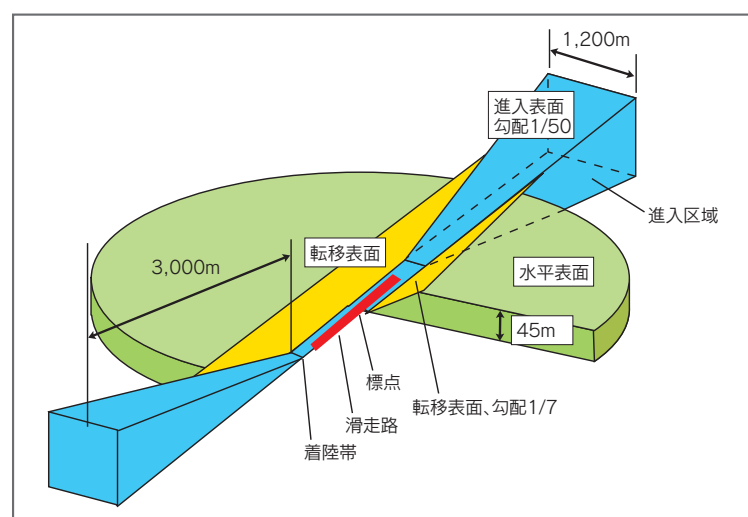 1,200m
進入表面
勾配1/50
進入区域
転移表面
3,000m
水平表面
45m
標点
転移表面、勾配1/7
滑走路
着陸帯